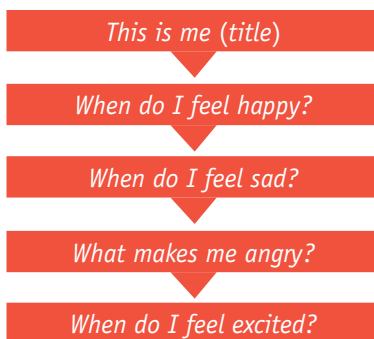 This is me (title)
When do I feel happy?
When do I feel sad?
What makes me angry?
When do I feel excited?